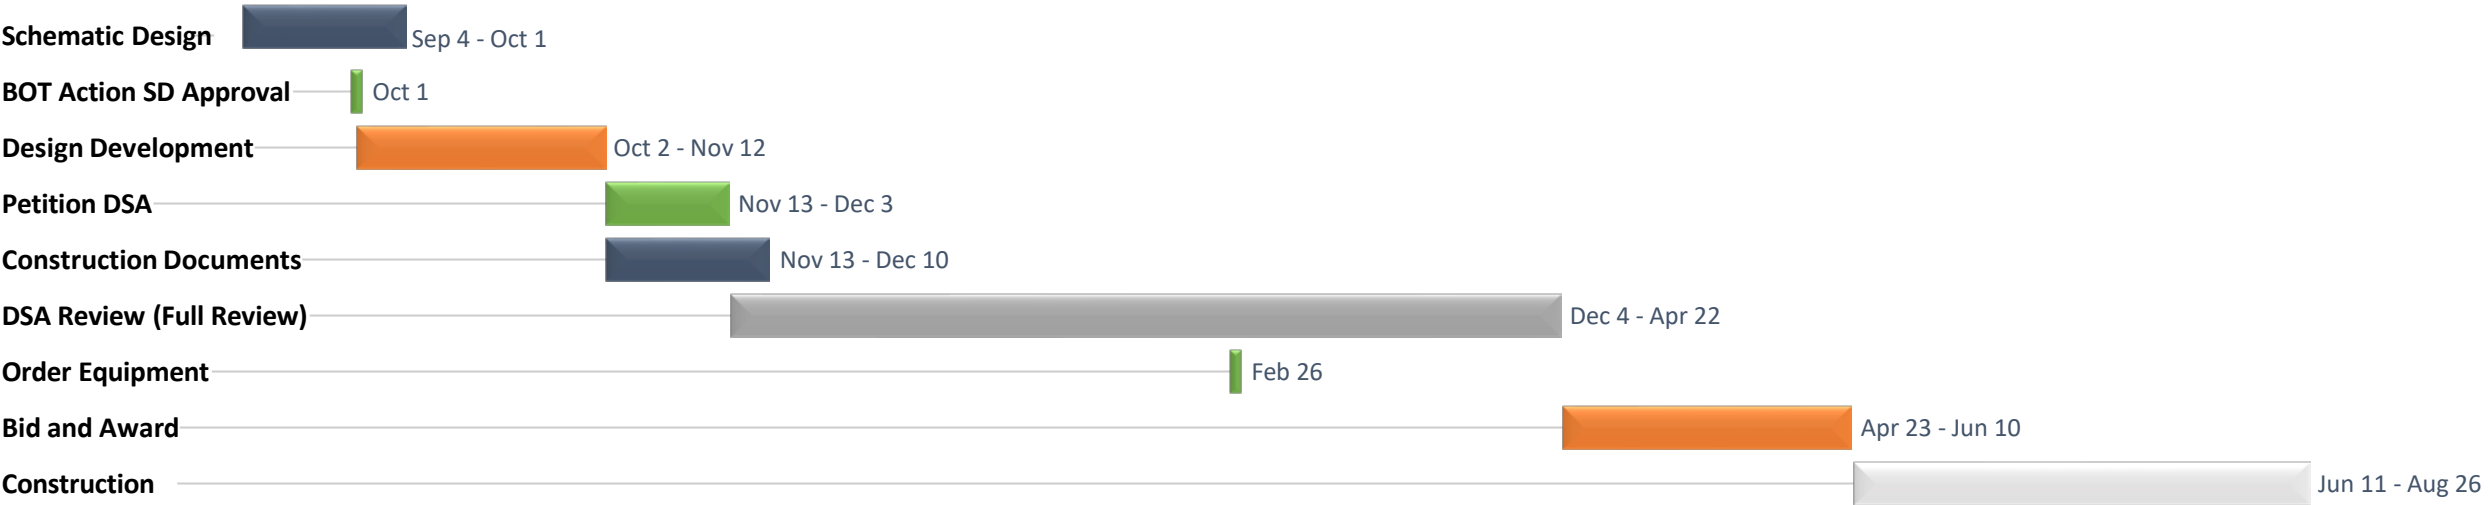 Schematic Design Sep 4 - Oct 1
BOT Action SD Approval Oct 1
Design Development Oct 2 - Nov 12
Petition DSA Nov 13 - Dec 3
Construction Documents Nov 13 - Dec 10
DSA Review (Full Review) Dec 4 - Apr 22
Order Equipment Feb 26
Bid and Award Apr 23 - Jun 10
Construction Jun 11 - Aug 26